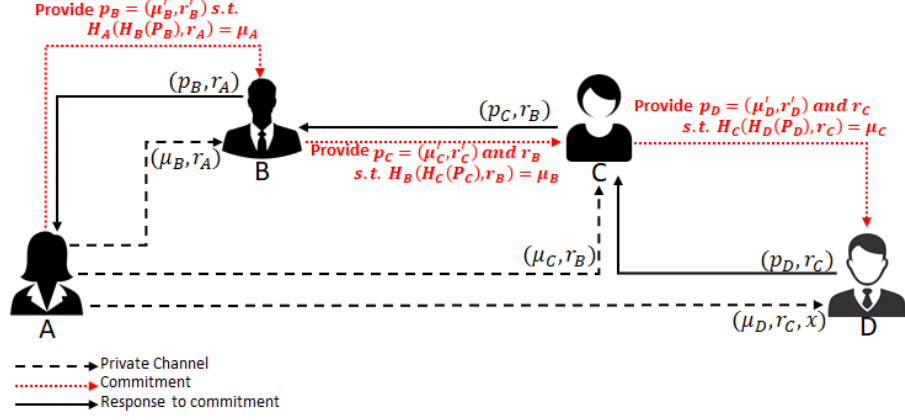 Provide p_B = (μ′_B, r′_B) s.t.
H_A(H_B(P_B), r_A) = μ_A
(p_B, r_A)
(p_C, r_B)
Provide p_D = (μ′_D, r′_D) and r_C
s.t. H_C(H_D(P_D), r_C) = μ_C
(μ_B, r_A)
B
Provide p_C = (μ′_C, r′_C) and r_B
s.t. H_B(H_C(P_C), r_B) = μ_B
C
(μ_C, r_B)
(p_D, r_C)
A
(μ_D, r_C, x)
D
Private Channel
Commitment
Response to commitment